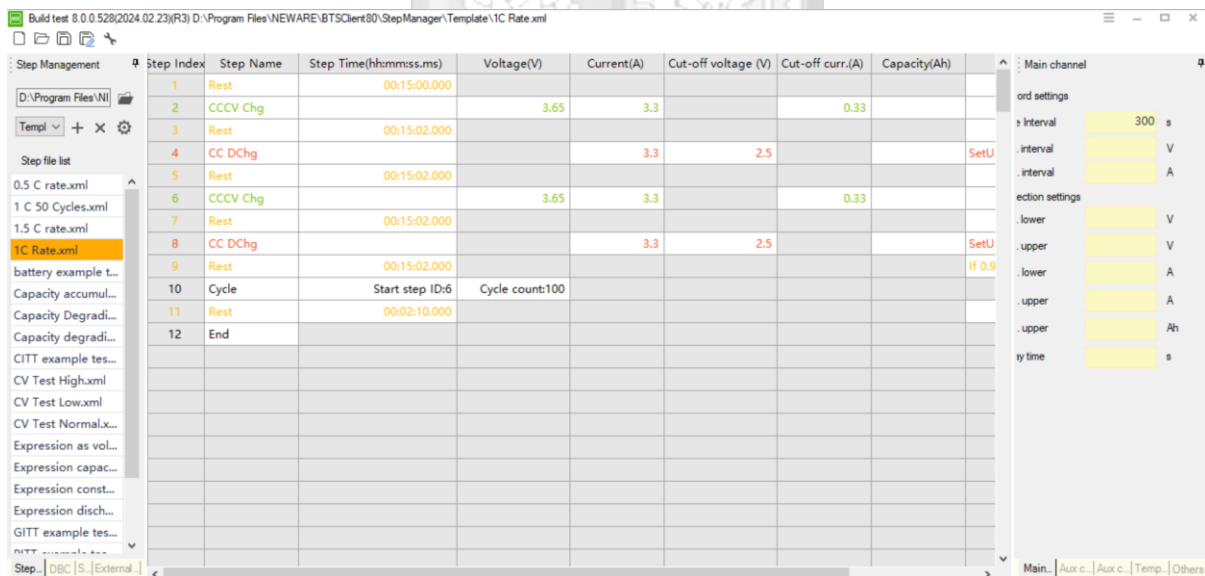 Build test 8.0.0.528(2024.02.23)(R3) D:\Program Files\NEWARE\BTSClient80\StepManager\Template\1C Rate.xml
Step Management
D:\Program Files\NI
Templ
Step file list
0.5 C rate.xml
1 C 50 Cycles.xml
1.5 C rate.xml
1C Rate.xml
battery example t...
Capacity accumul...
Capacity Degradi...
Capacity degradi...
CITT example tes...
CV Test High.xml
CV Test Low.xml
CV Test Normal.x...
Expression as vol...
Expression capac...
Expression const...
Expression disch...
GITT example tes...
Step... DBC S... External...
Step Index Step Name Step Time(hh:mm:ss.ms) Voltage(V) Current(A) Cut-off voltage (V) Cut-off curr.(A) Capacity(Ah)
1 Rest 00:15:00.000
2 CCCV Chg 3.65 3.3 0.33
3 Rest 00:15:02.000
4 CC DChg 3.3 2.5 SetU
5 Rest 00:15:02.000
6 CCCV Chg 3.65 3.3 0.33
7 Rest 00:15:02.000
8 CC DChg 3.3 2.5 SetU
9 Rest 00:15:02.000 If 0.9
10 Cycle Start step ID:6 Cycle count:100
11 Rest 00:02:10.000
12 End
Main channel
ord settings
e Interval 300 s
. interval V
. interval A
ection settings
. lower V
. upper V
. lower A
. upper A
. upper Ah
ay time s
Main... Aux c... Aux c... Temp... Others